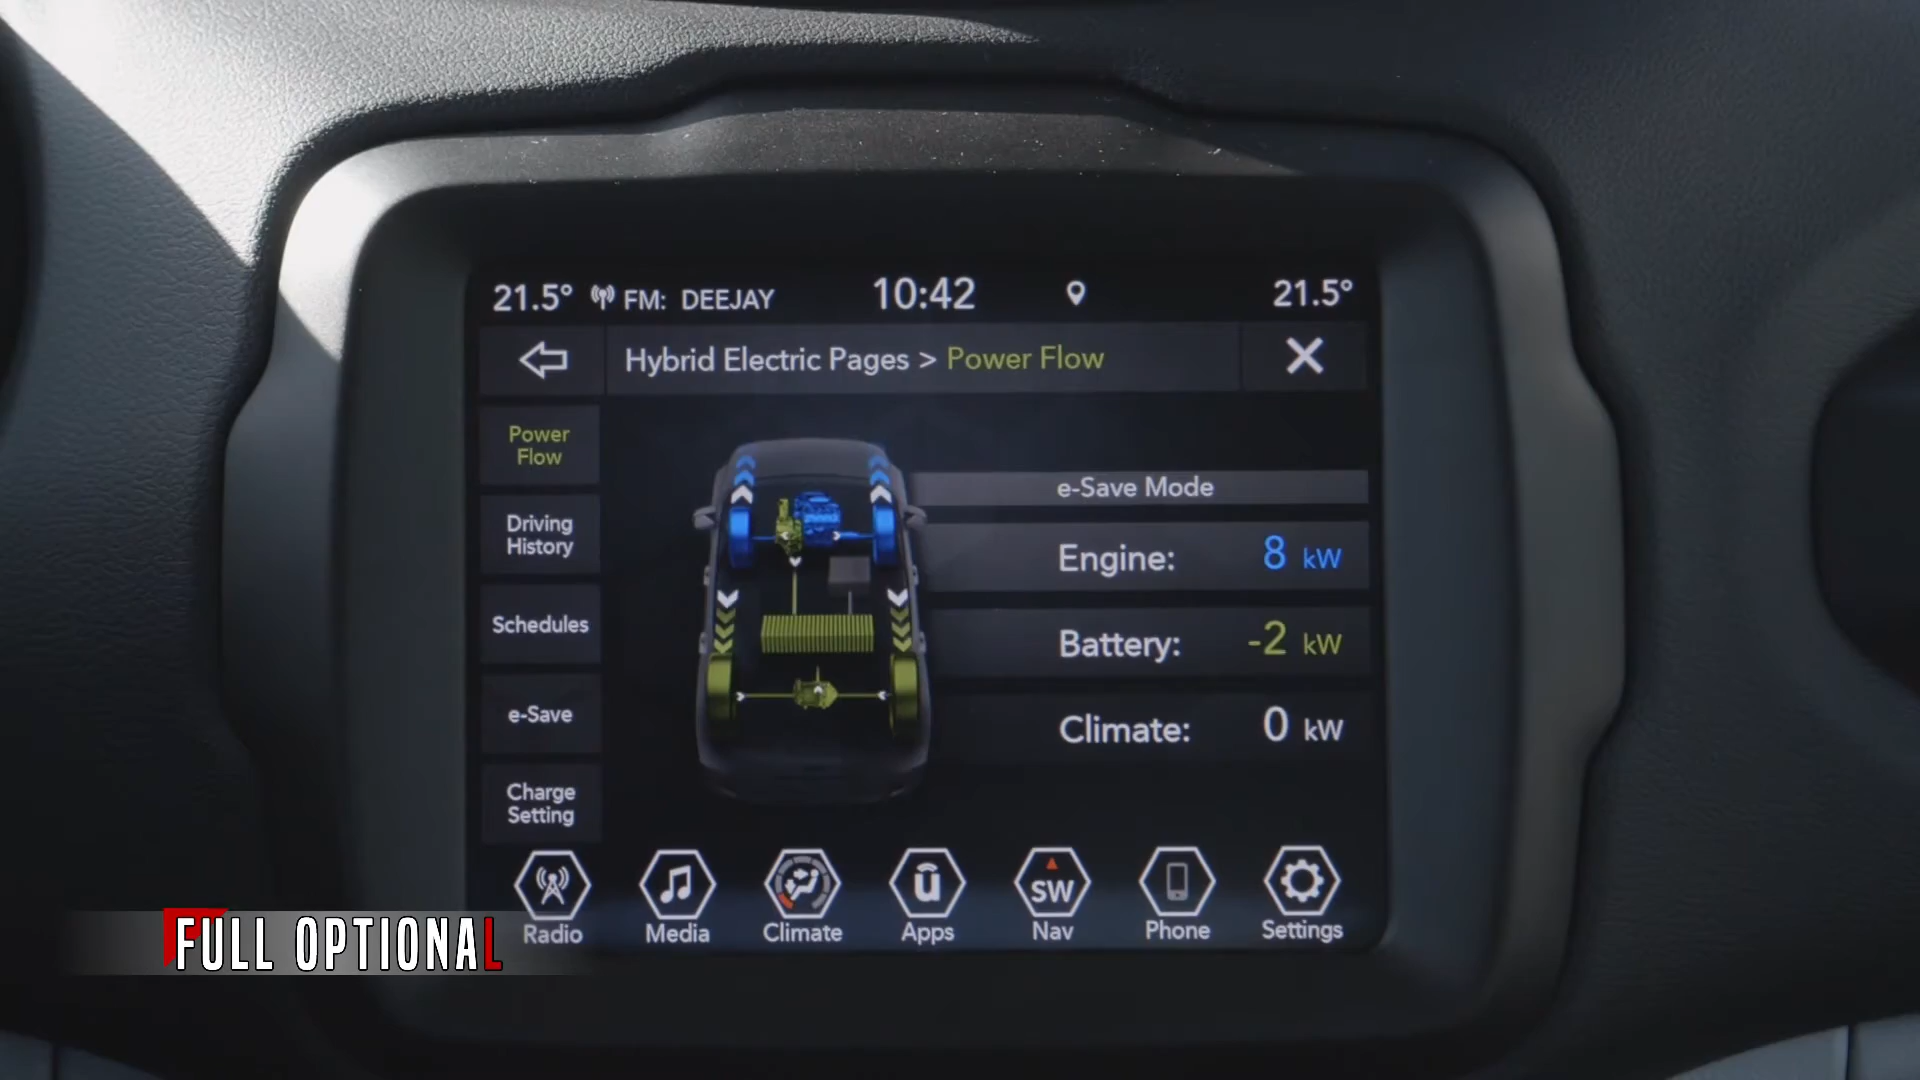 21.5° FM: DEEJAY 10:42 21.5°
Hybrid Electric Pages > Power Flow
Power
Flow
Driving
History
Schedules
e-Save
Charge
Setting
e-Save Mode
Engine: 8 kW
Battery: -2 kW
Climate: 0 kW
ū
SW
Radio Media Climate Apps Nav Phone Settings
FULL OPTIONAL